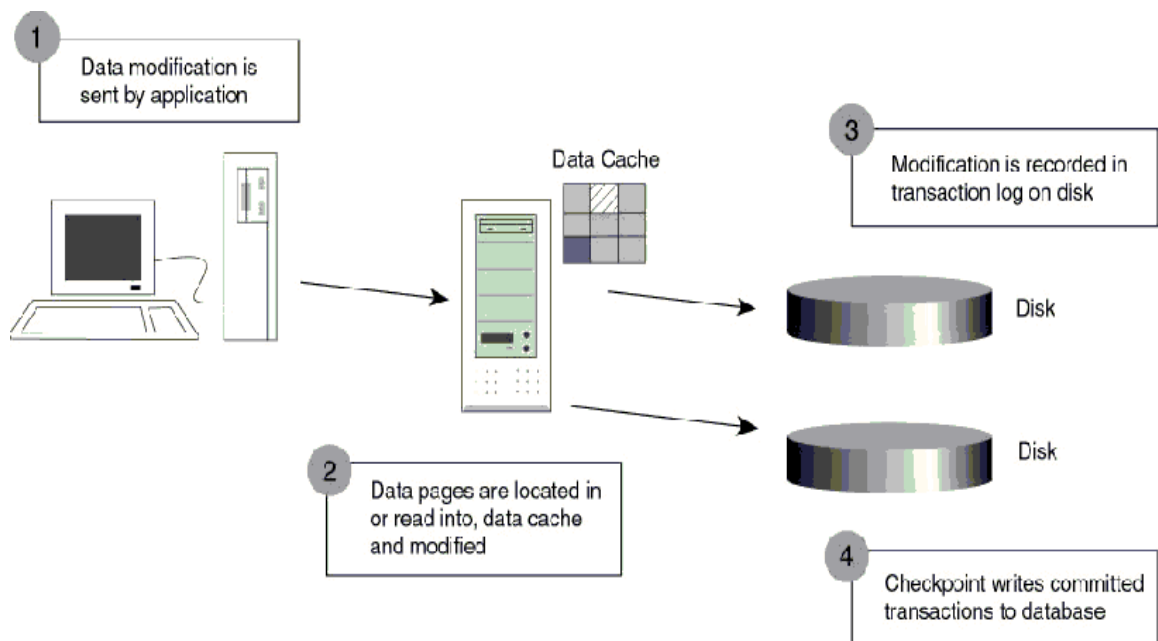 1
Data modification is
sent by application
Data Cache
3
Modification is recorded in
transaction log on disk
Disk
2
Data pages are located in
or read into, data cache
and modified
Disk
4
Checkpoint writes committed
transactions to database